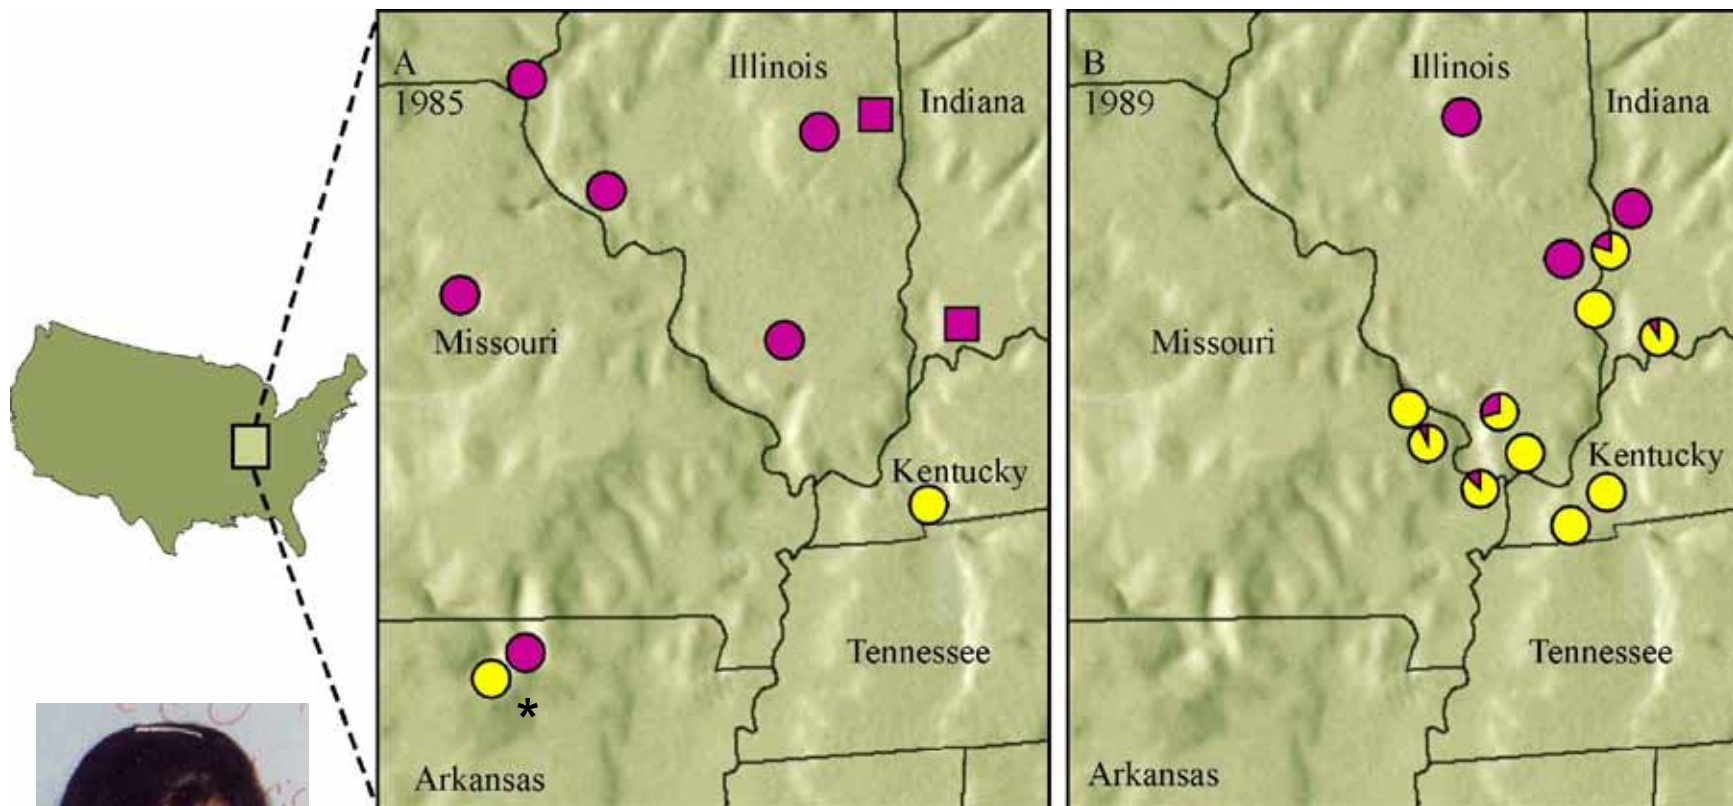 A
1985
Illinois
Indiana
Missouri
Kentucky
Tennessee
*
Arkansas
B
1989
Illinois
Indiana
Missouri
Kentucky
Tennessee
Arkansas